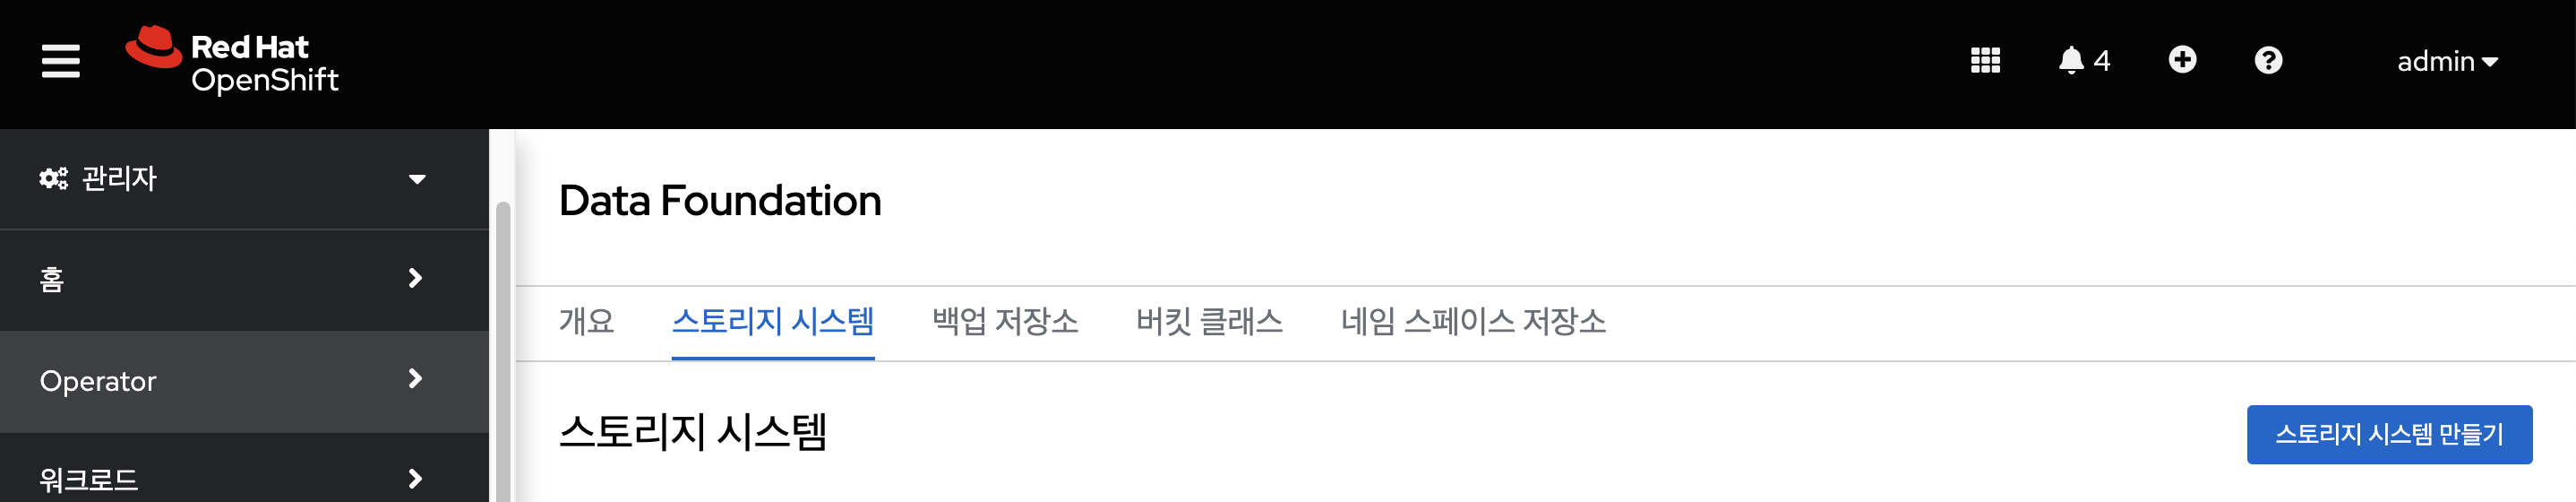 Red Hat
OpenShift
4
admin
관리자
홈
Operator
워크로드
Data Foundation
개요 스토리지 시스템 백업 저장소 버킷 클래스 네임 스페이스 저장소
스토리지 시스템
스토리지 시스템 만들기